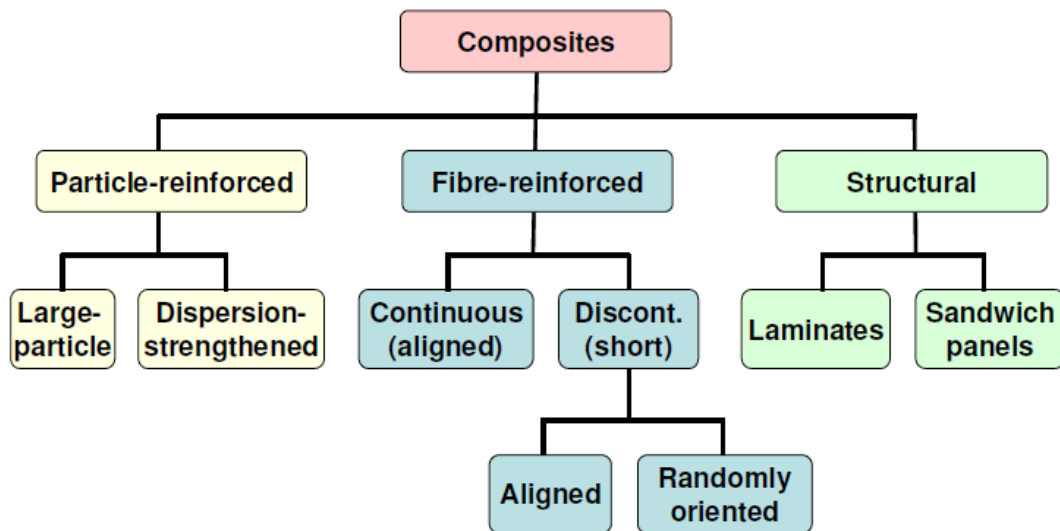 Composites
Particle-reinforced
Fibre-reinforced
Structural
Large-
particle
Dispersion-
strengthened
Continuous
(aligned)
Discont.
(short)
Laminates
Sandwich
panels
Aligned
Randomly
oriented